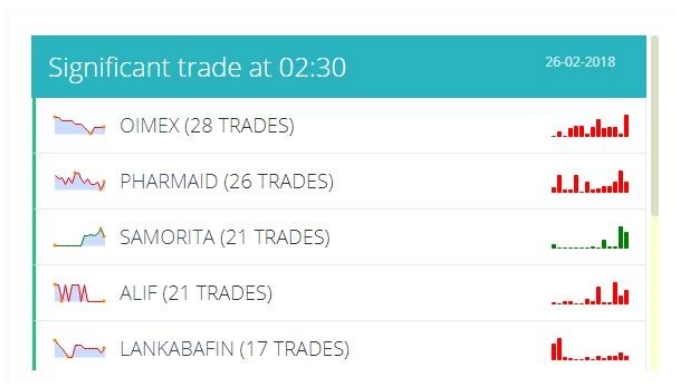 Significant trade at 02:30
26-02-2018
OIMEX (28 TRADES)
PHARMAID (26 TRADES)
SAMORITA (21 TRADES)
ALIF (21 TRADES)
LANKABAFIN (17 TRADES)